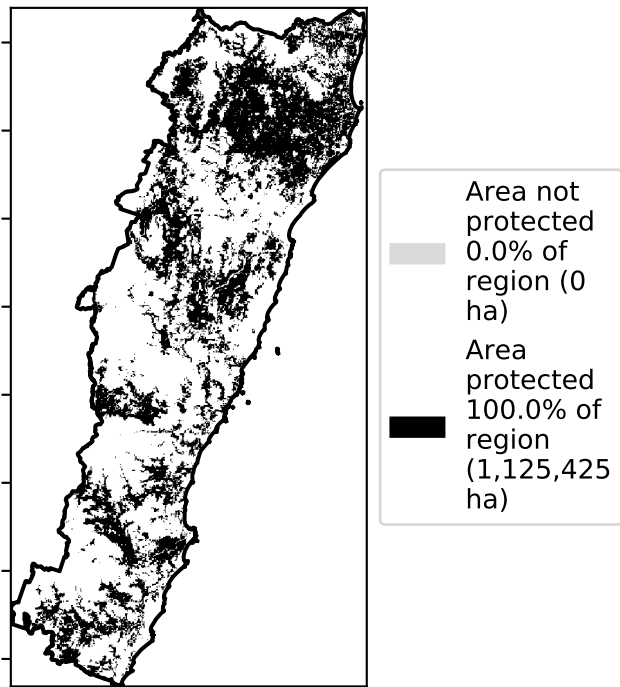 Area not
protected
0.0% of
region (0
ha)
Area
protected
100.0% of
region
(1,125,425
ha)